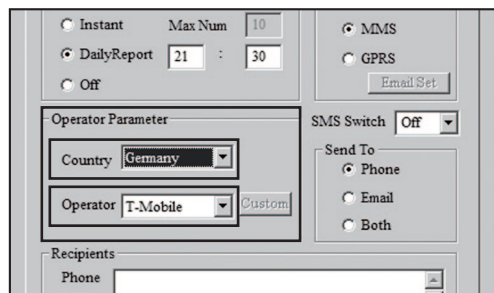 Instant Max Num 10
DailyReport 21 : 30
Off
MMS
GPRS
Email Set
Operator Parameter
Country Germany
Operator T-Mobile Custom
SMS Switch Off
Send To
Phone
Email
Both
Recipients
Phone